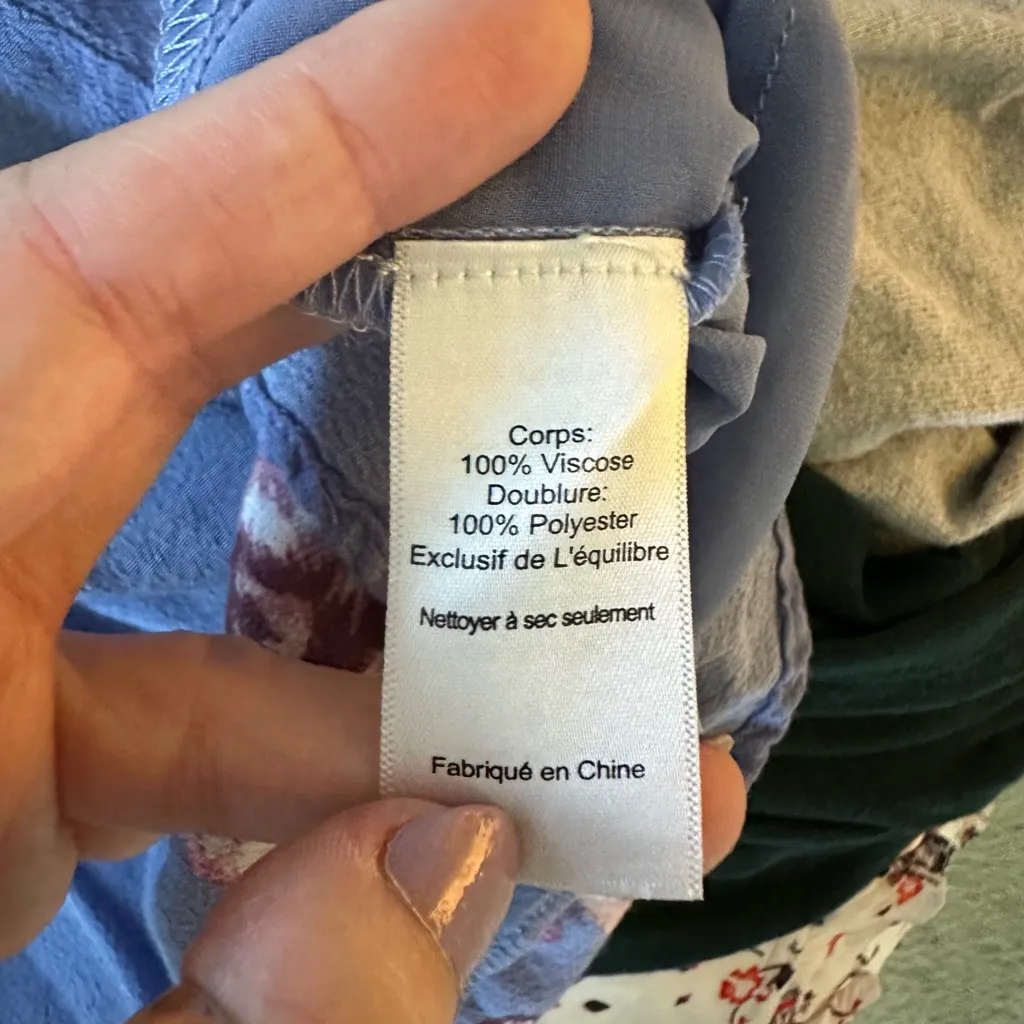 Corps:
100% Viscose
Doublure:
100% Polyester
Exclusif de L'équilibre
Nettoyer à sec seulement
Fabriqué en Chine